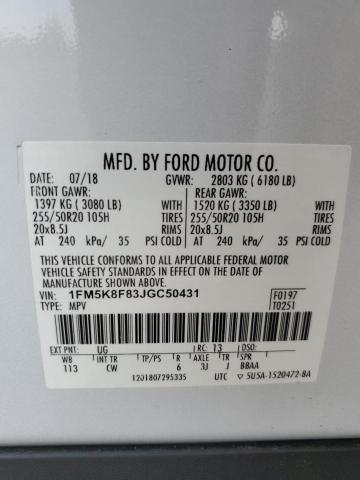 MFD. BY FORD MOTOR CO.
DATE: 07/18 GVWR: 2803 KG ( 6180 LB)
FRONT GAWR: REAR GAWR:
1397 KG ( 3080 LB) WITH 1520 KG ( 3350 LB) WITH
255/50R20 105H TIRES 255/50R20 105H TIRES
20x8.5J RIMS 20x8.5J RIMS
AT 240 kPa/ 35 PSI COLD AT 240 kPa/ 35 PSI COLD
THIS VEHICLE CONFORMS TO ALL APPLICABLE FEDERAL MOTOR
VEHICLE SAFETY AND THEFT PREVENTION STANDARDS IN EFFECT ON THE DATE OF
MANUFACTURE SHOWN ABOVE.
VIN: 1FM5K8F83JGC50431 F0197
TYPE: MPV T0251
EXT PNT: UG RC: 13 DSO:
WB INT TR TP/PS R AXLE TR SPR
113 CW 6 3J J BBAA
1201807295335 UTC ▽ 5U5A-1520472-BA